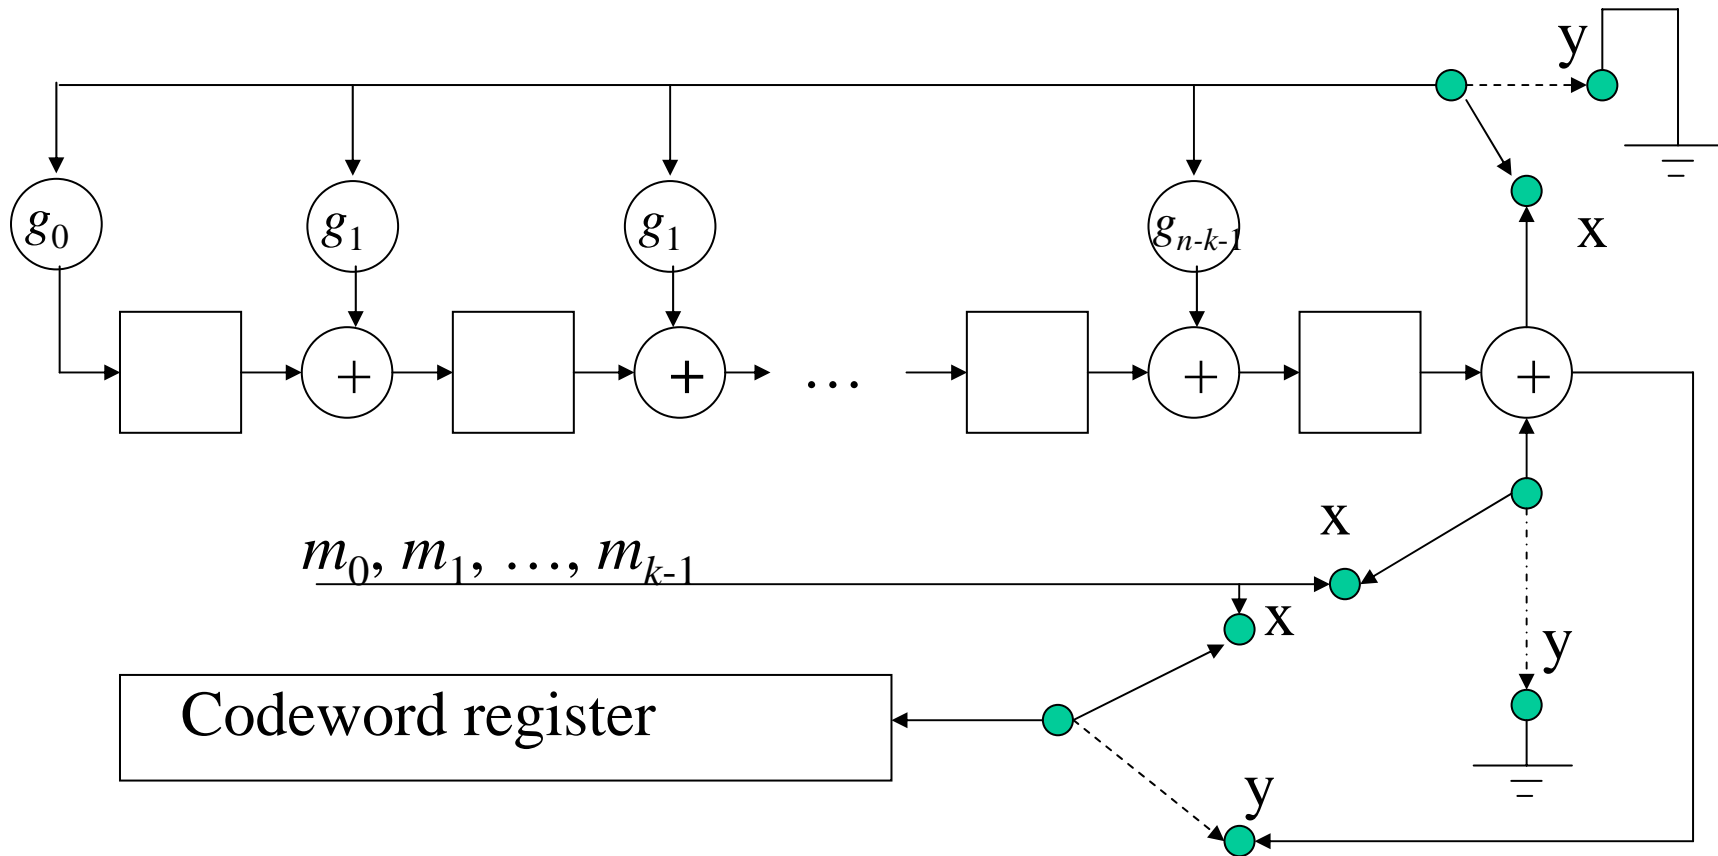 y
g0 g1 g1 gn-k-1
x
+ + … + +
x
m0, m1, …, mk-1
x
y
Codeword register
y